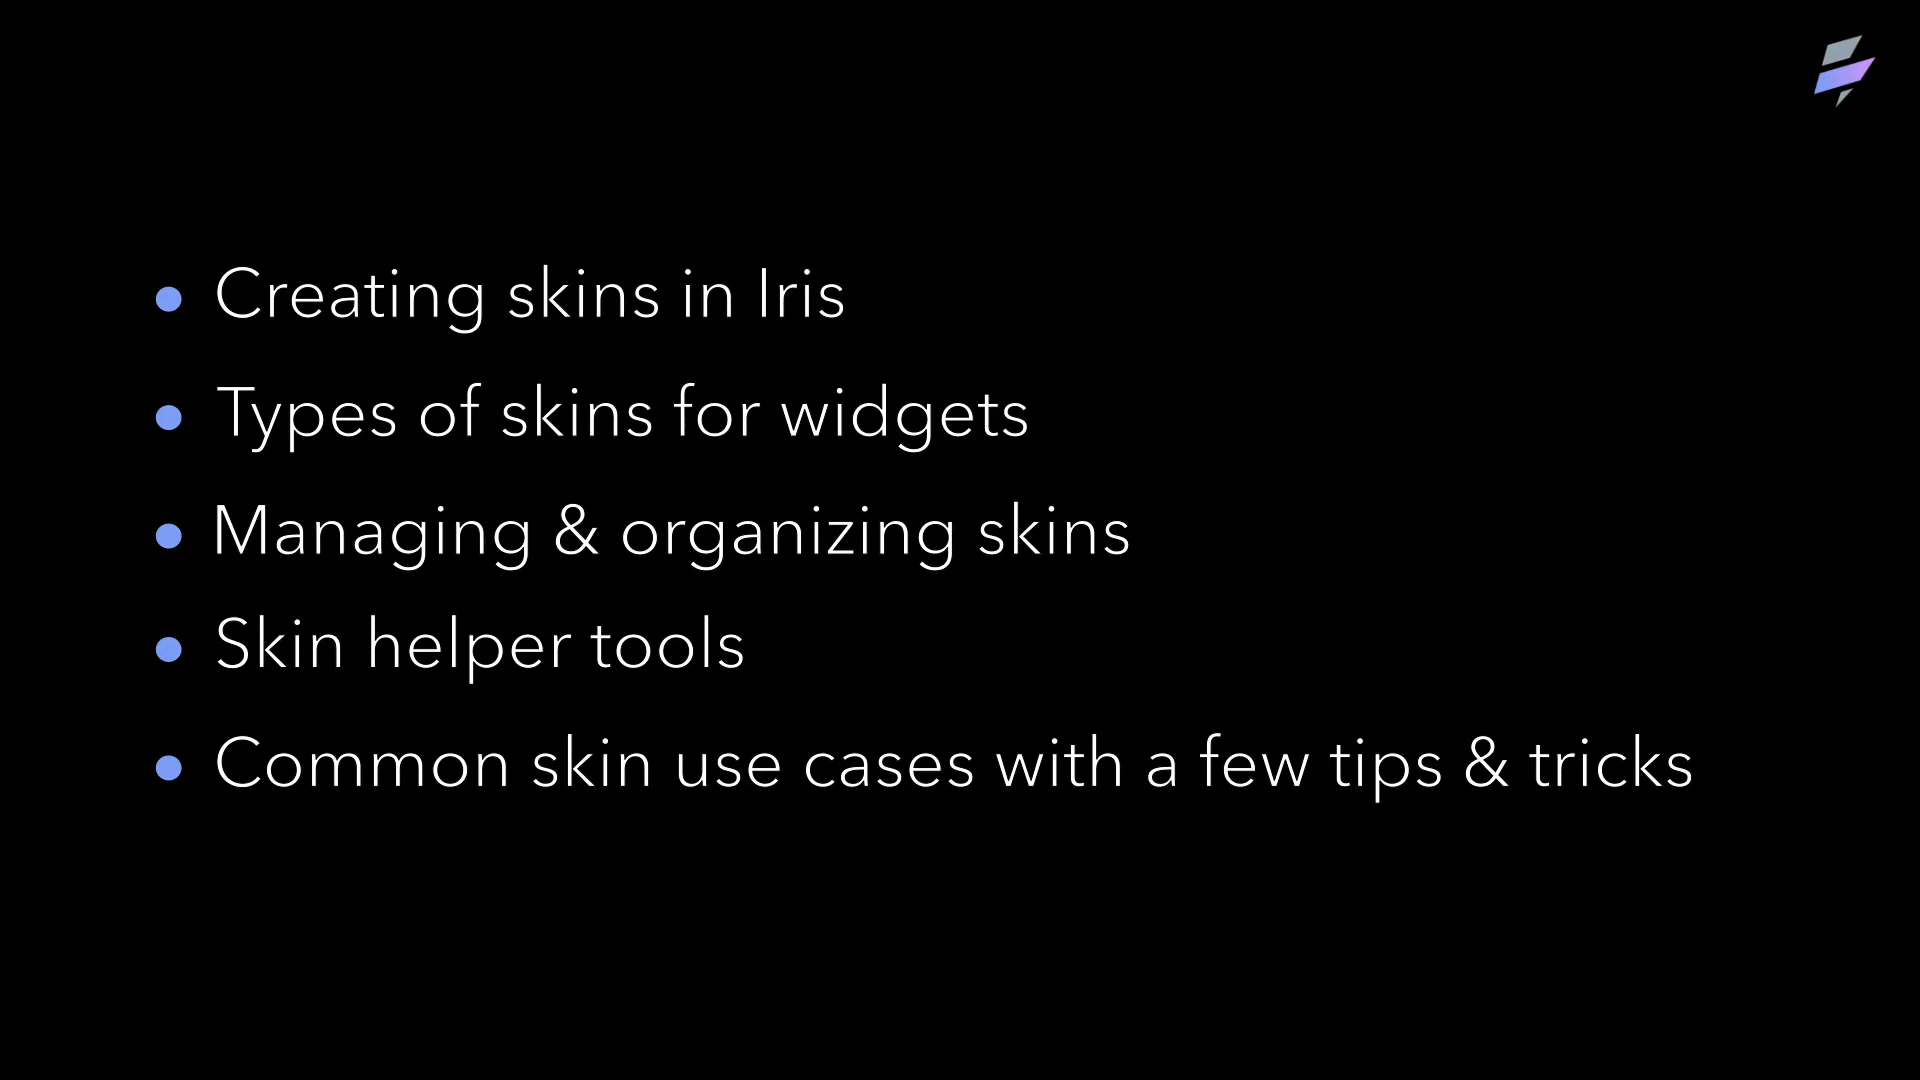 • Creating skins in Iris
• Types of skins for widgets
• Managing & organizing skins
• Skin helper tools
• Common skin use cases with a few tips & tricks